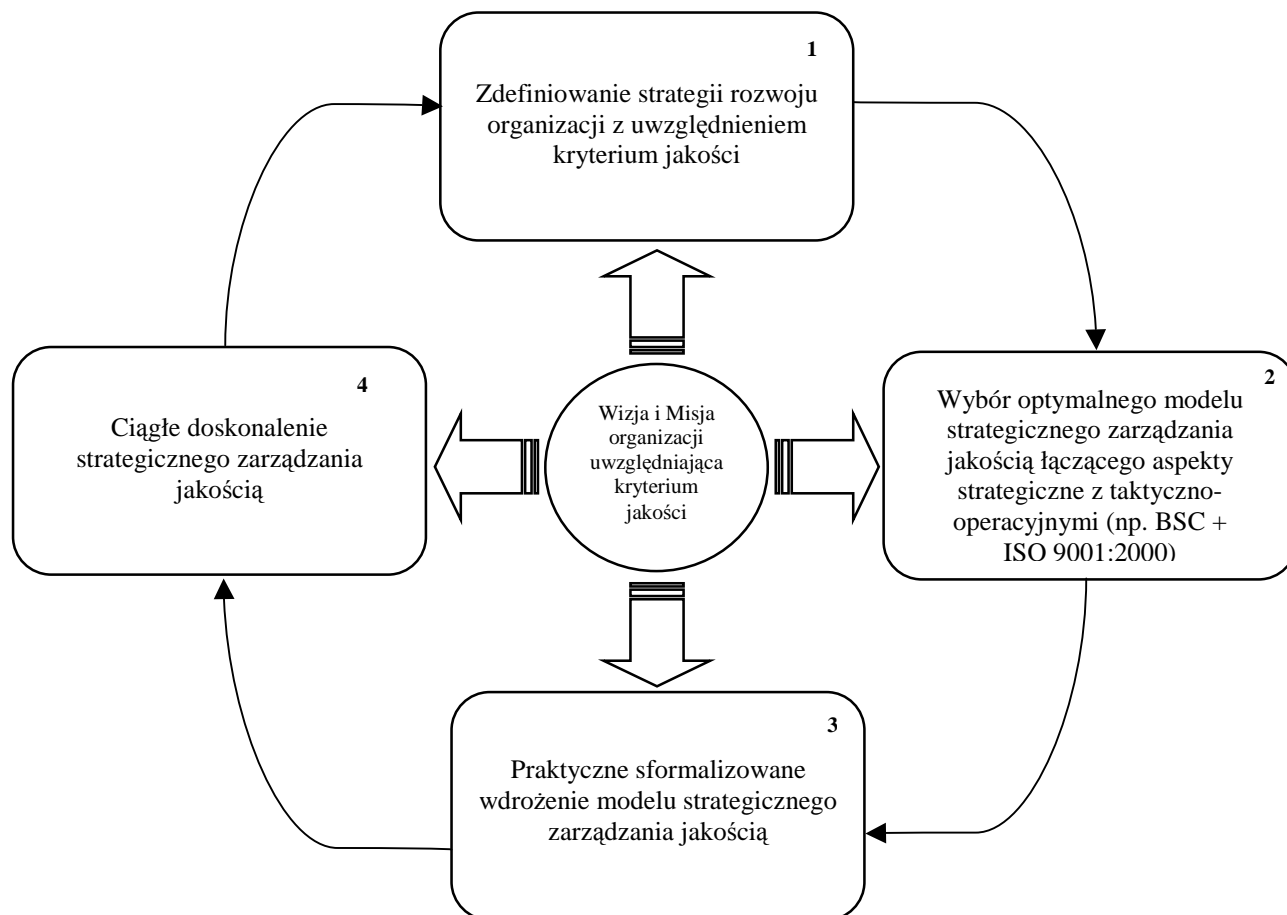 1
Zdefiniowanie strategii rozwoju
organizacji z uwzględnieniem
kryterium jakości
4
Ciągłe doskonalenie
strategicznego zarządzania
jakością
Wizja i Misja
organizacji
uwzględniająca
kryterium
jakości
2
Wybór optymalnego modelu
strategicznego zarządzania
jakością łączącego aspekty
strategiczne z taktyczno-
operacyjnymi (np. BSC +
ISO 9001:2000)
3
Praktyczne sformalizowane
wdrożenie modelu strategicznego
zarządzania jakością